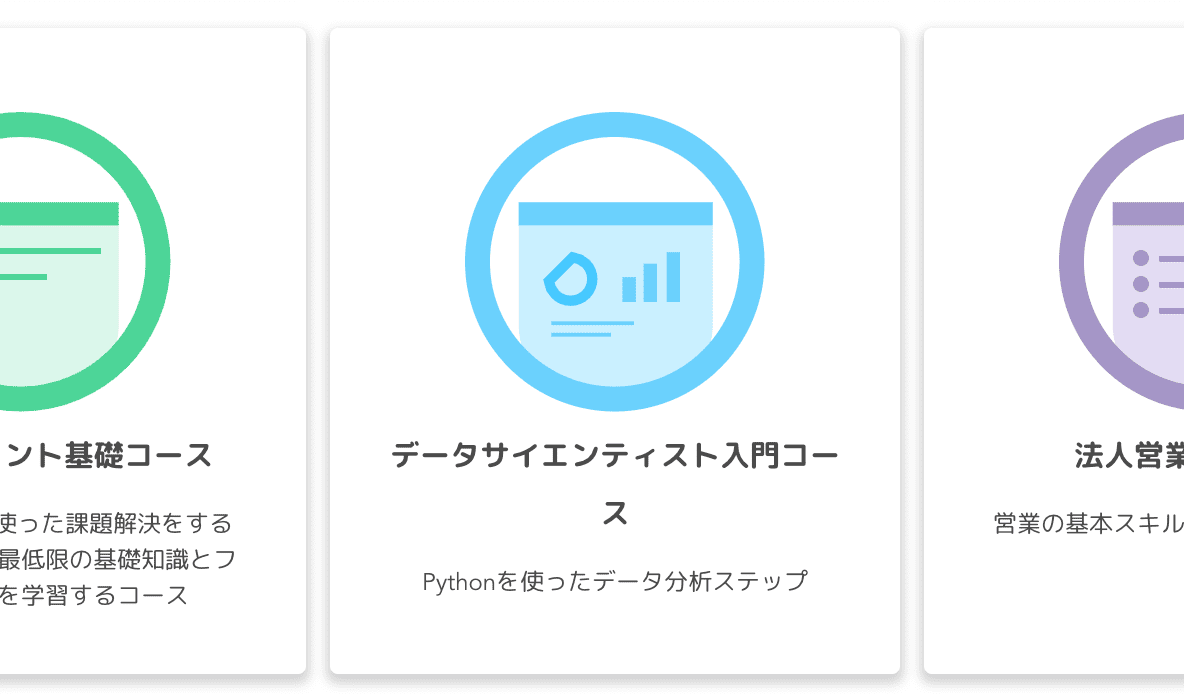 ント基礎コース
使った課題解決をする
最低限の基礎知識とフ
を学習するコース
データサイエンティスト入門コー
ス
Pythonを使ったデータ分析ステップ
法人営業
営業の基本スキル